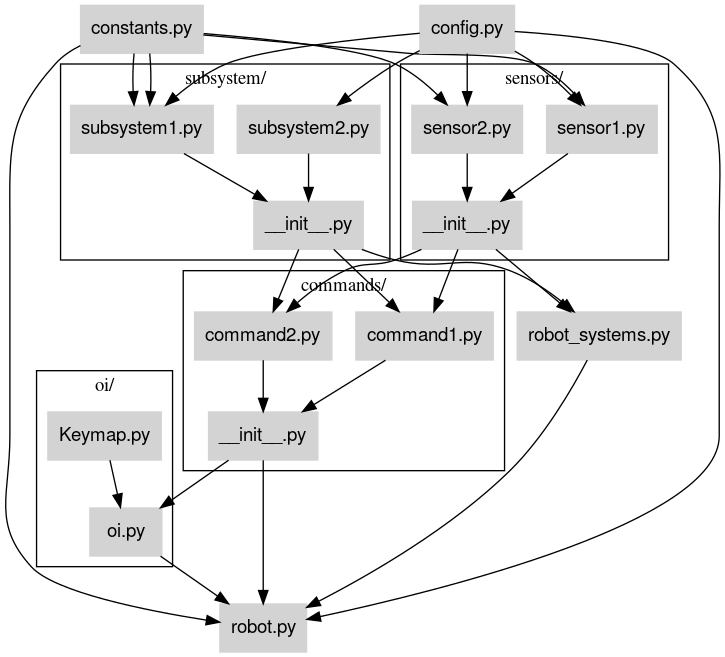 constants.py
config.py
subsystem/
sensors/
subsystem1.py
subsystem2.py
sensor2.py
sensor1.py
__init__.py
__init__.py
commands/
command2.py
command1.py
robot_systems.py
oi/
Keymap.py
__init__.py
oi.py
robot.py